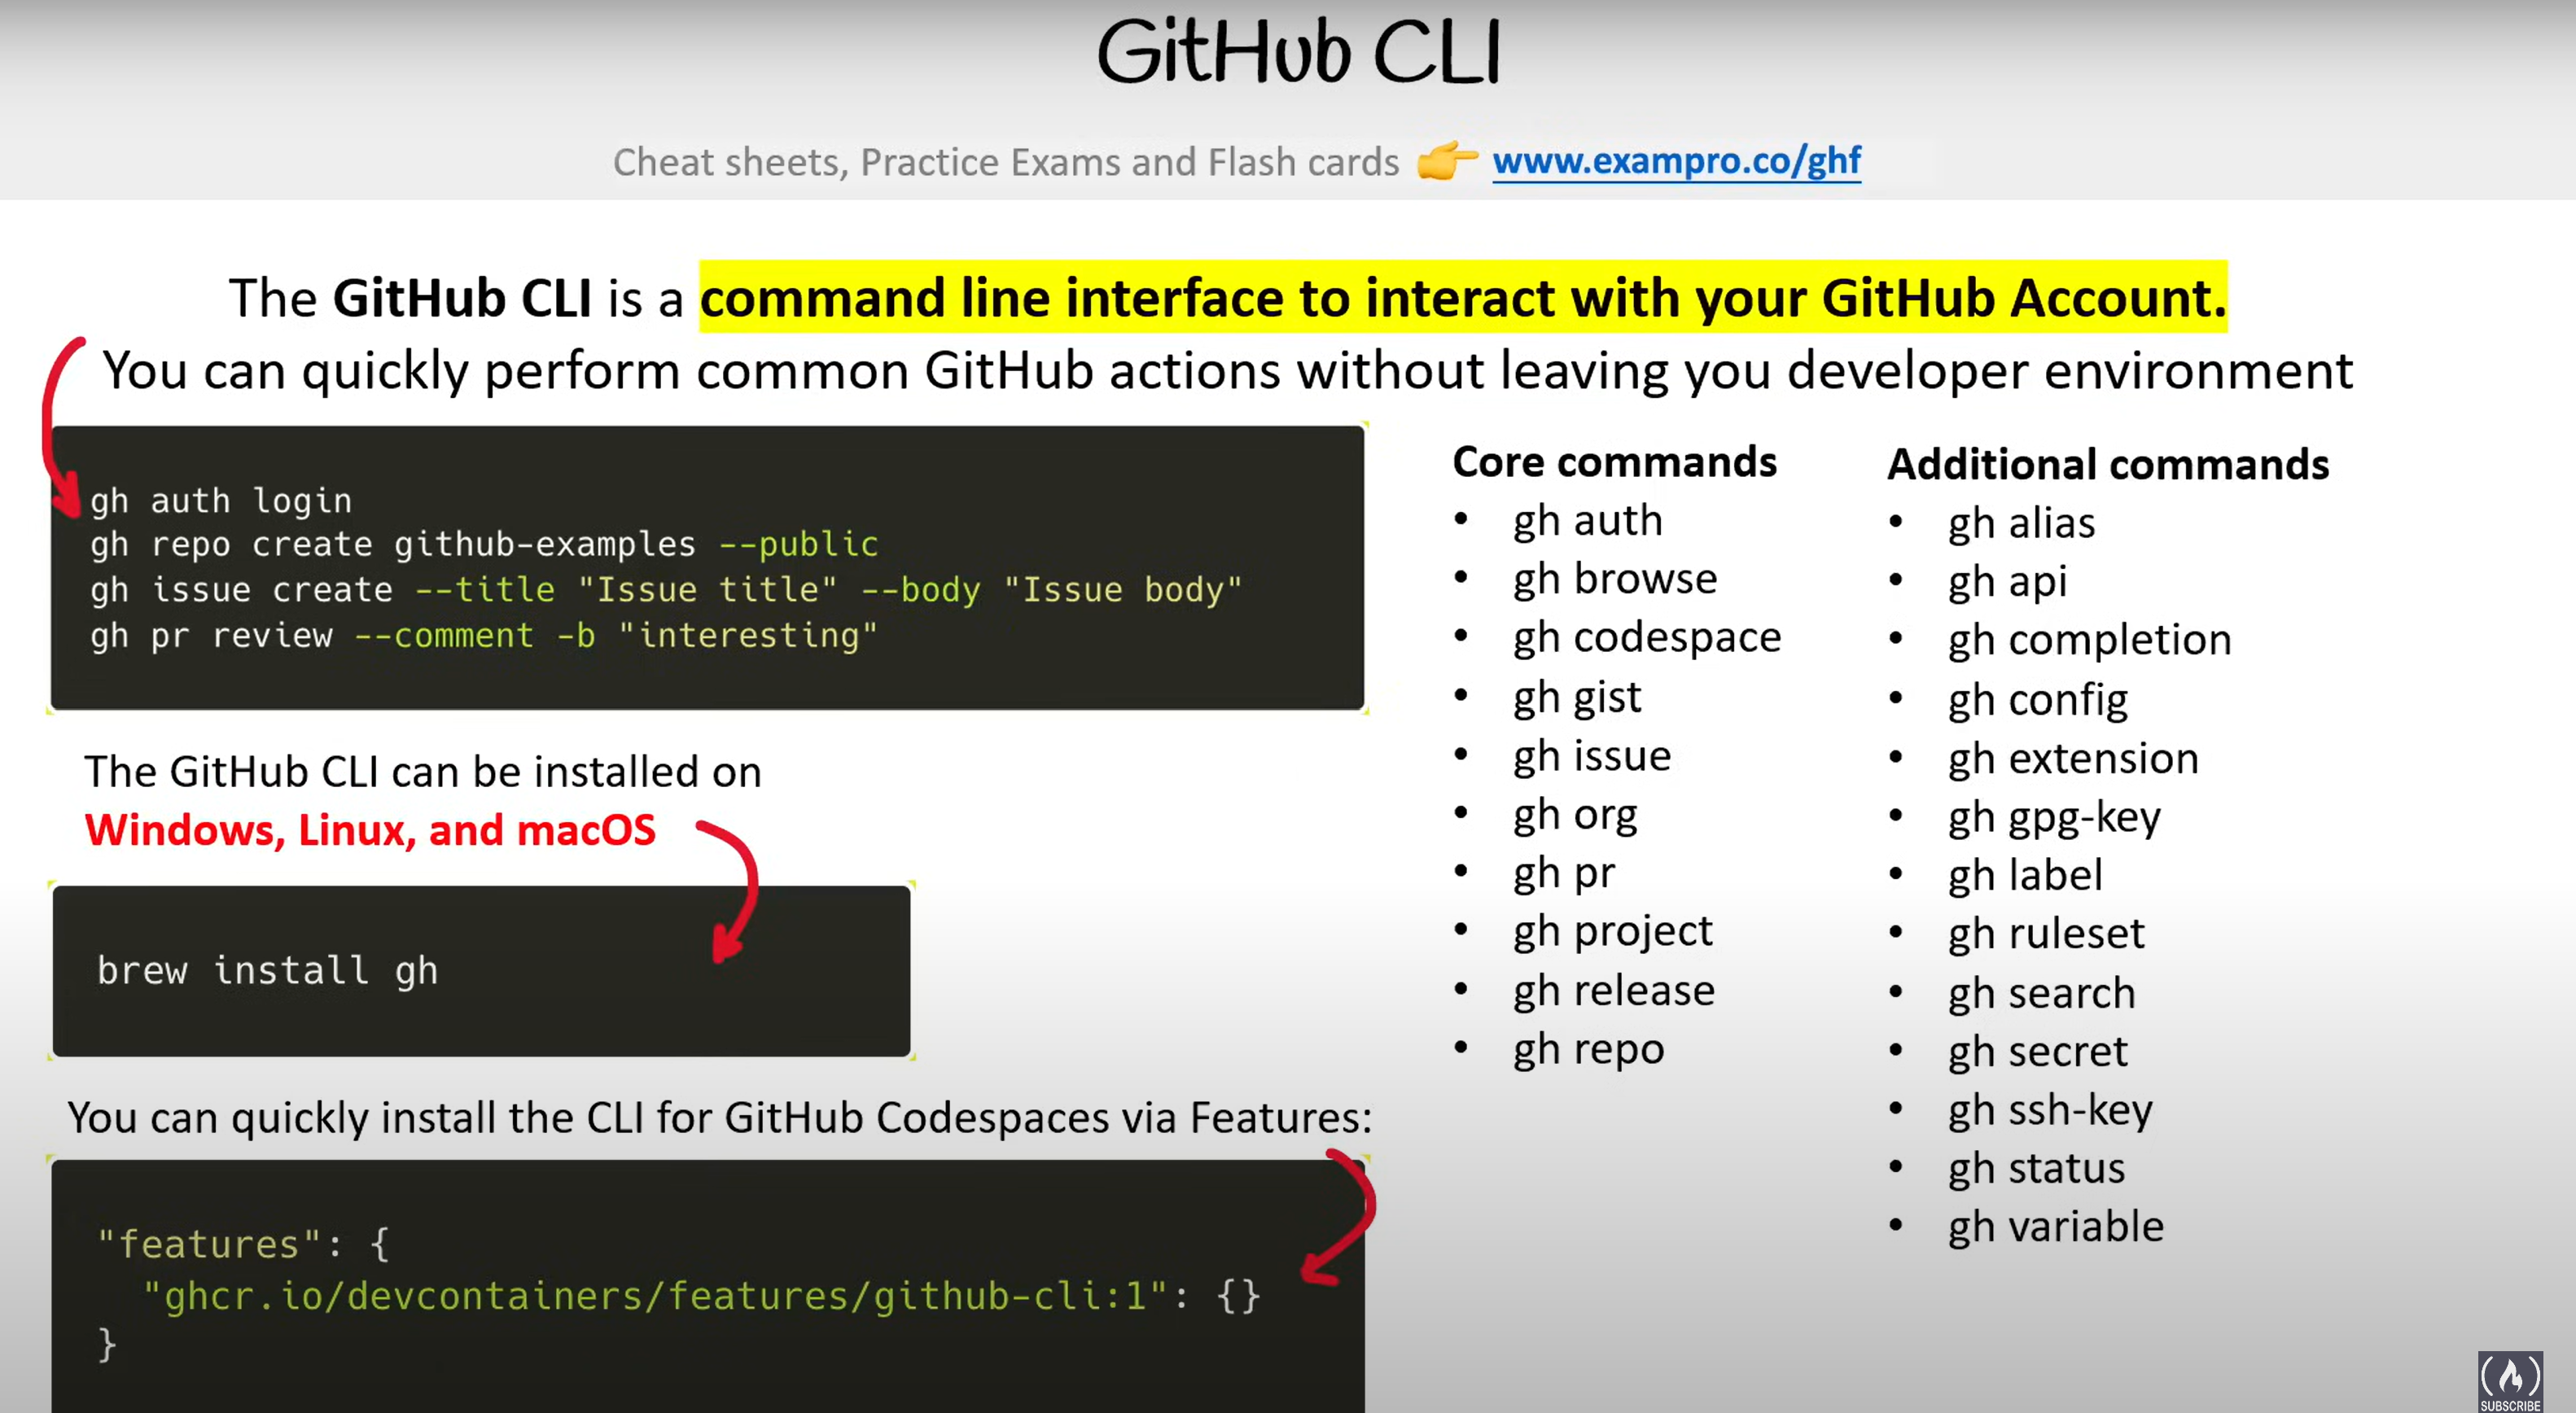 GitHub CLI
Cheat sheets, Practice Exams and Flash cards 👉 www.exampro.co/ghf
The GitHub CLI is a command line interface to interact with your GitHub Account.
You can quickly perform common GitHub actions without leaving you developer environment
gh auth login
gh repo create github-examples --public
gh issue create --title "Issue title" --body "Issue body"
gh pr review --comment -b "interesting"
The GitHub CLI can be installed on
Windows, Linux, and macOS
brew install gh
You can quickly install the CLI for GitHub Codespaces via Features:
"features": {
"ghcr.io/devcontainers/features/github-cli:1": {}
}
Core commands
• gh auth
• gh browse
• gh codespace
• gh gist
• gh issue
• gh org
• gh pr
• gh project
• gh release
• gh repo
Additional commands
• gh alias
• gh api
• gh completion
• gh config
• gh extension
• gh gpg-key
• gh label
• gh ruleset
• gh search
• gh secret
• gh ssh-key
• gh status
• gh variable
SUBSCRIBE